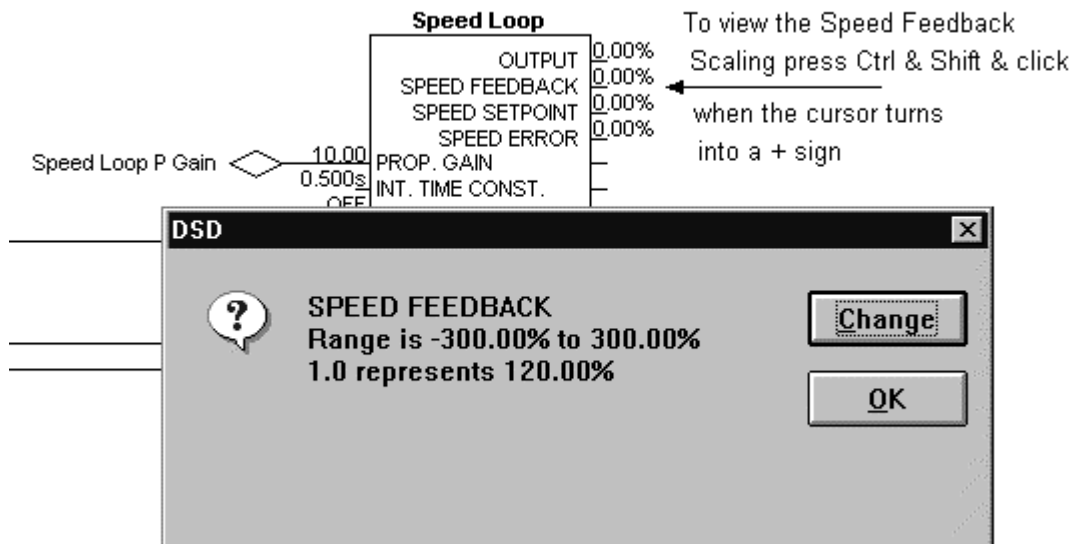 Speed Loop
To view the Speed Feedback
Scaling press Ctrl & Shift & click
when the cursor turns
into a + sign
OUTPUT 0.00%
SPEED FEEDBACK 0.00%
SPEED SETPOINT 0.00%
SPEED ERROR 0.00%
Speed Loop P Gain 10.00 PROP. GAIN
0.500s INT. TIME CONST.
OFF
DSD
SPEED FEEDBACK
Range is -300.00% to 300.00%
1.0 represents 120.00%
Change
OK